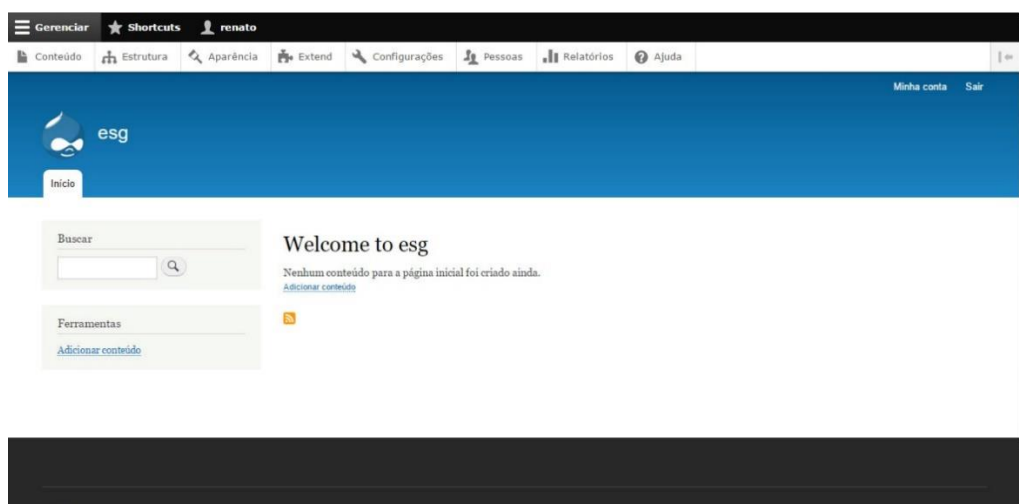 Gerenciar Shortcuts renato
Conteúdo Estrutura Aparência Extend Configurações Pessoas Relatórios Ajuda
Minha conta Sair
esg
Início
Buscar
Welcome to esg
Nenhum conteúdo para a página inicial foi criado ainda.
Adicionar conteúdo
Ferramentas
Adicionar conteúdo